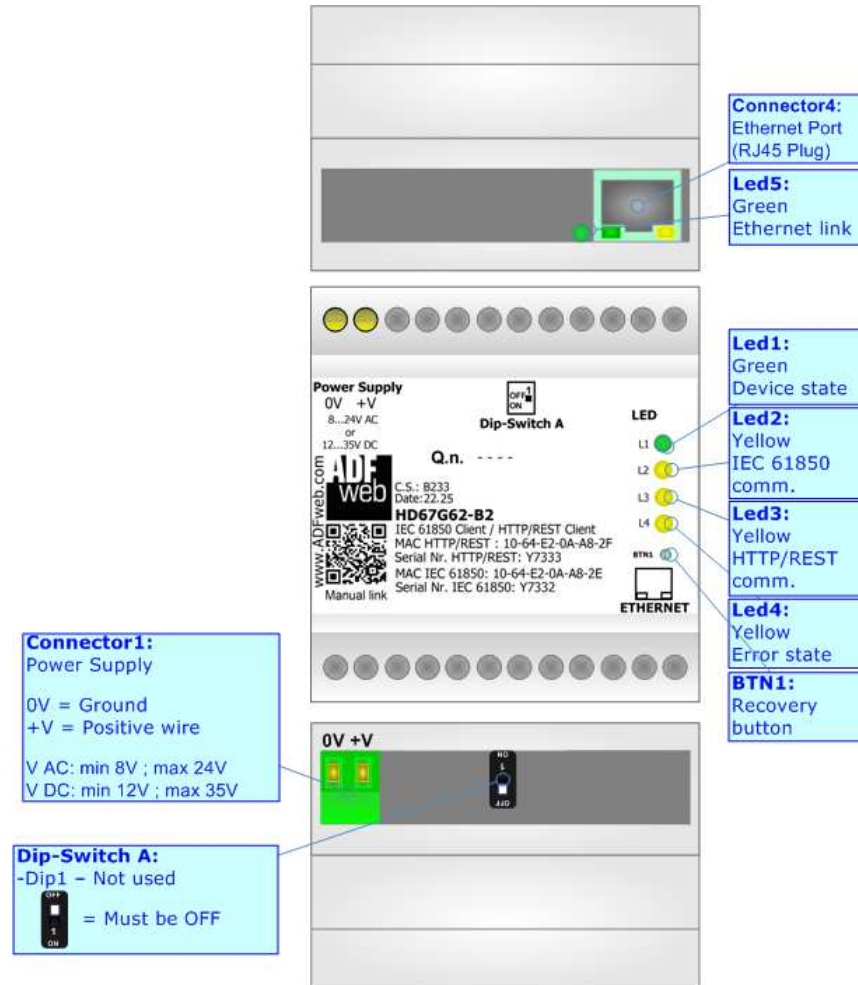 Connector4:
Ethernet Port
(RJ45 Plug)
Led5:
Green
Ethernet link
Power Supply
0V +V
8...24V AC
or
12...35V DC
OFF 1
ON
Dip-Switch A
LED
L1
L2
L3
L4
BTN1
ETHERNET
Q.n. - - - -
www.ADFweb.com
ADF
web
Manual link
C.S.: B233
Date:22.25
HD67G62-B2
IEC 61850 Client / HTTP/REST Client
MAC HTTP/REST : 10-64-E2-0A-A8-2F
Serial Nr. HTTP/REST: Y7333
MAC IEC 61850: 10-64-E2-0A-A8-2E
Serial Nr. IEC 61850: Y7332
Led1:
Green
Device state
Led2:
Yellow
IEC 61850
comm.
Led3:
Yellow
HTTP/REST
comm.
Led4:
Yellow
Error state
BTN1:
Recovery
button
Connector1:
Power Supply
0V = Ground
+V = Positive wire
V AC: min 8V ; max 24V
V DC: min 12V ; max 35V
0V +V
ON
1
OFF
Dip-Switch A:
-Dip1 – Not used
OFF
1
ON
= Must be OFF